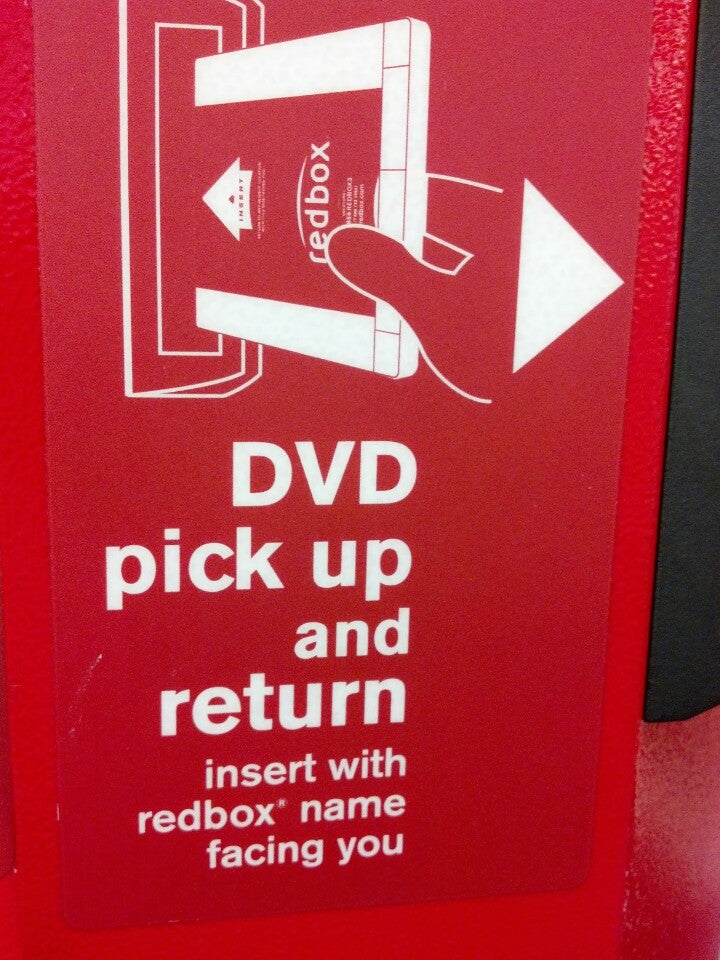 INSERT
redbox
DVD
pick up
and
return
insert with
redbox® name
facing you